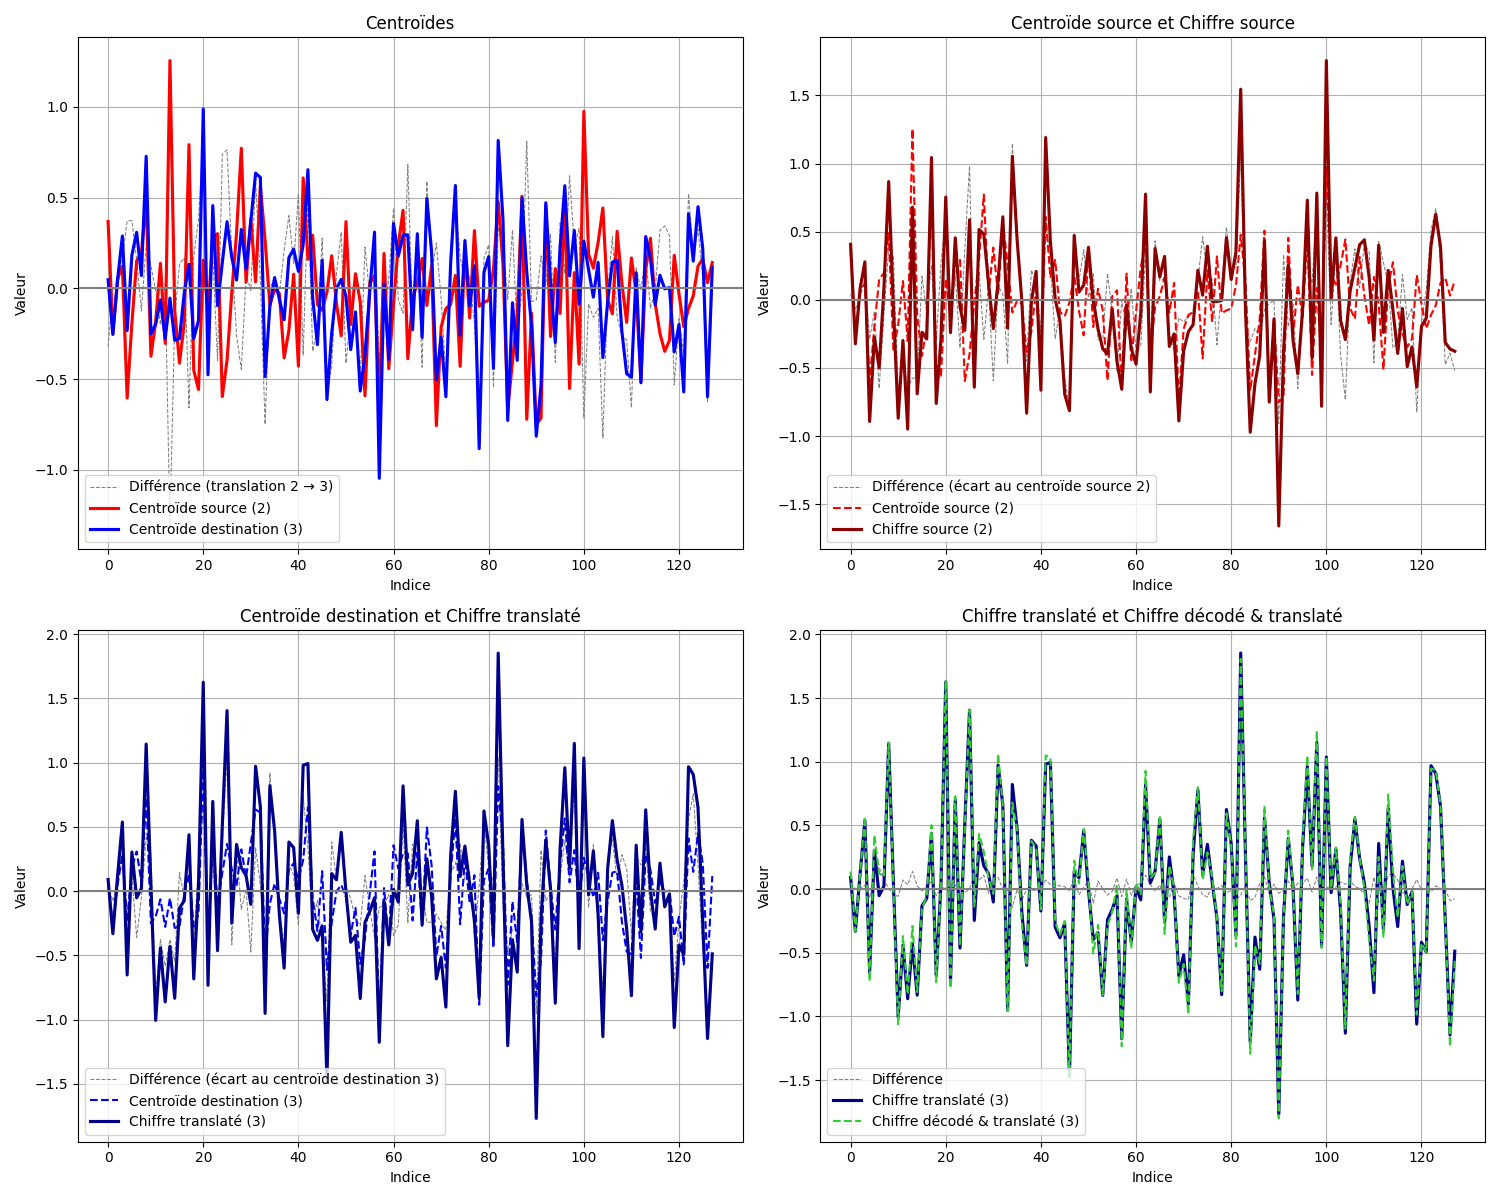 Centroïdes
Valeur
1.0
0.5
0.0
−0.5
−1.0
Différence (translation 2 → 3)
Centroïde source (2)
Centroïde destination (3)
0 20 40 60 80 100 120
Indice
Centroïde source et Chiffre source
Valeur
1.5
1.0
0.5
0.0
−0.5
−1.0
−1.5
Différence (écart au centroïde source 2)
Centroïde source (2)
Chiffre source (2)
0 20 40 60 80 100 120
Indice
Centroïde destination et Chiffre translaté
Valeur
2.0
1.5
1.0
0.5
0.0
−0.5
−1.0
−1.5
Différence (écart au centroïde destination 3)
Centroïde destination (3)
Chiffre translaté (3)
0 20 40 60 80 100 120
Indice
Chiffre translaté et Chiffre décodé & translaté
Valeur
2.0
1.5
1.0
0.5
0.0
−0.5
−1.0
−1.5
Différence
Chiffre translaté (3)
Chiffre décodé & translaté (3)
0 20 40 60 80 100 120
Indice